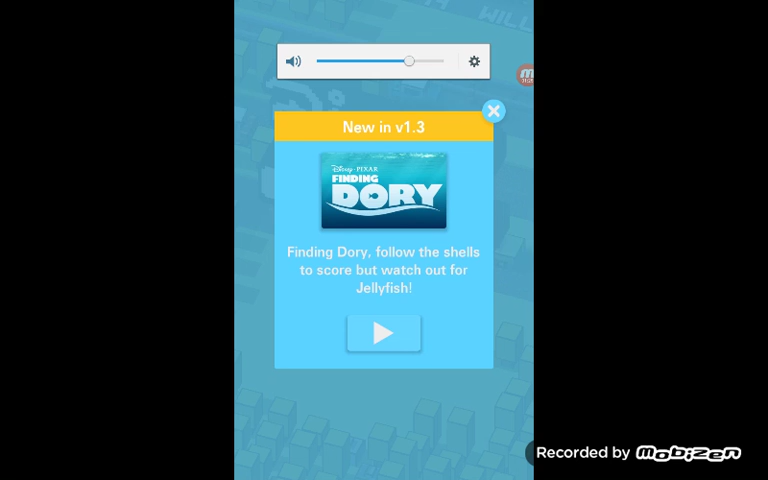 WILL
New in v1.3
Disney·PIXAR
FINDING
DORY
Finding Dory, follow the shells
to score but watch out for
Jellyfish!
Recorded by mobizen